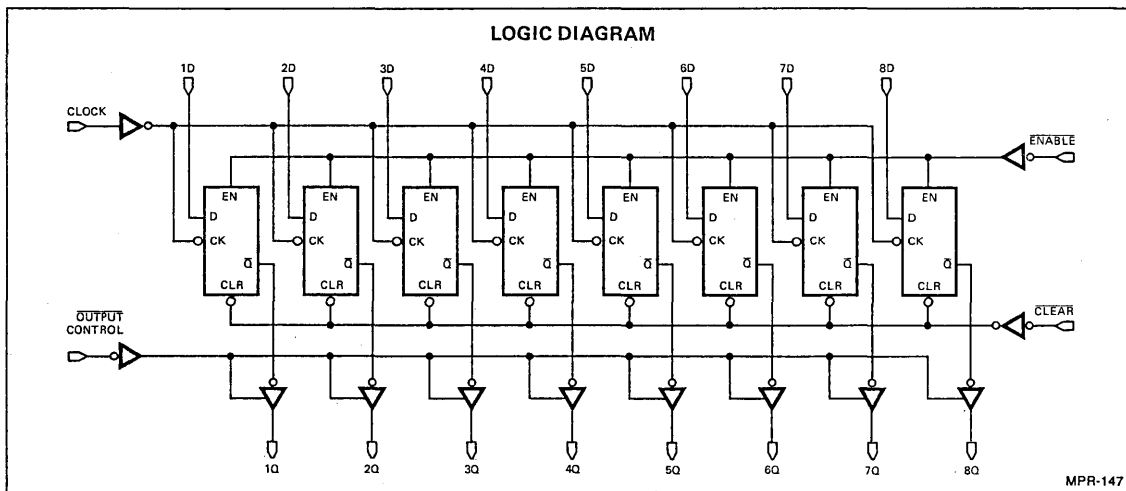 LOGIC DIAGRAM
1D 2D 3D 4D 5D 6D 7D 8D
CLOCK
ENABLE
EN EN EN EN EN EN EN EN
D D D D D D D D
CK CK CK CK CK CK CK CK
Q̅ Q̅ Q̅ Q̅ Q̅ Q̅ Q̅ Q̅
CLR CLR CLR CLR CLR CLR CLR CLR
OUTPUT
CONTROL
CLEAR
1Q 2Q 3Q 4Q 5Q 6Q 7Q 8Q
MPR-147